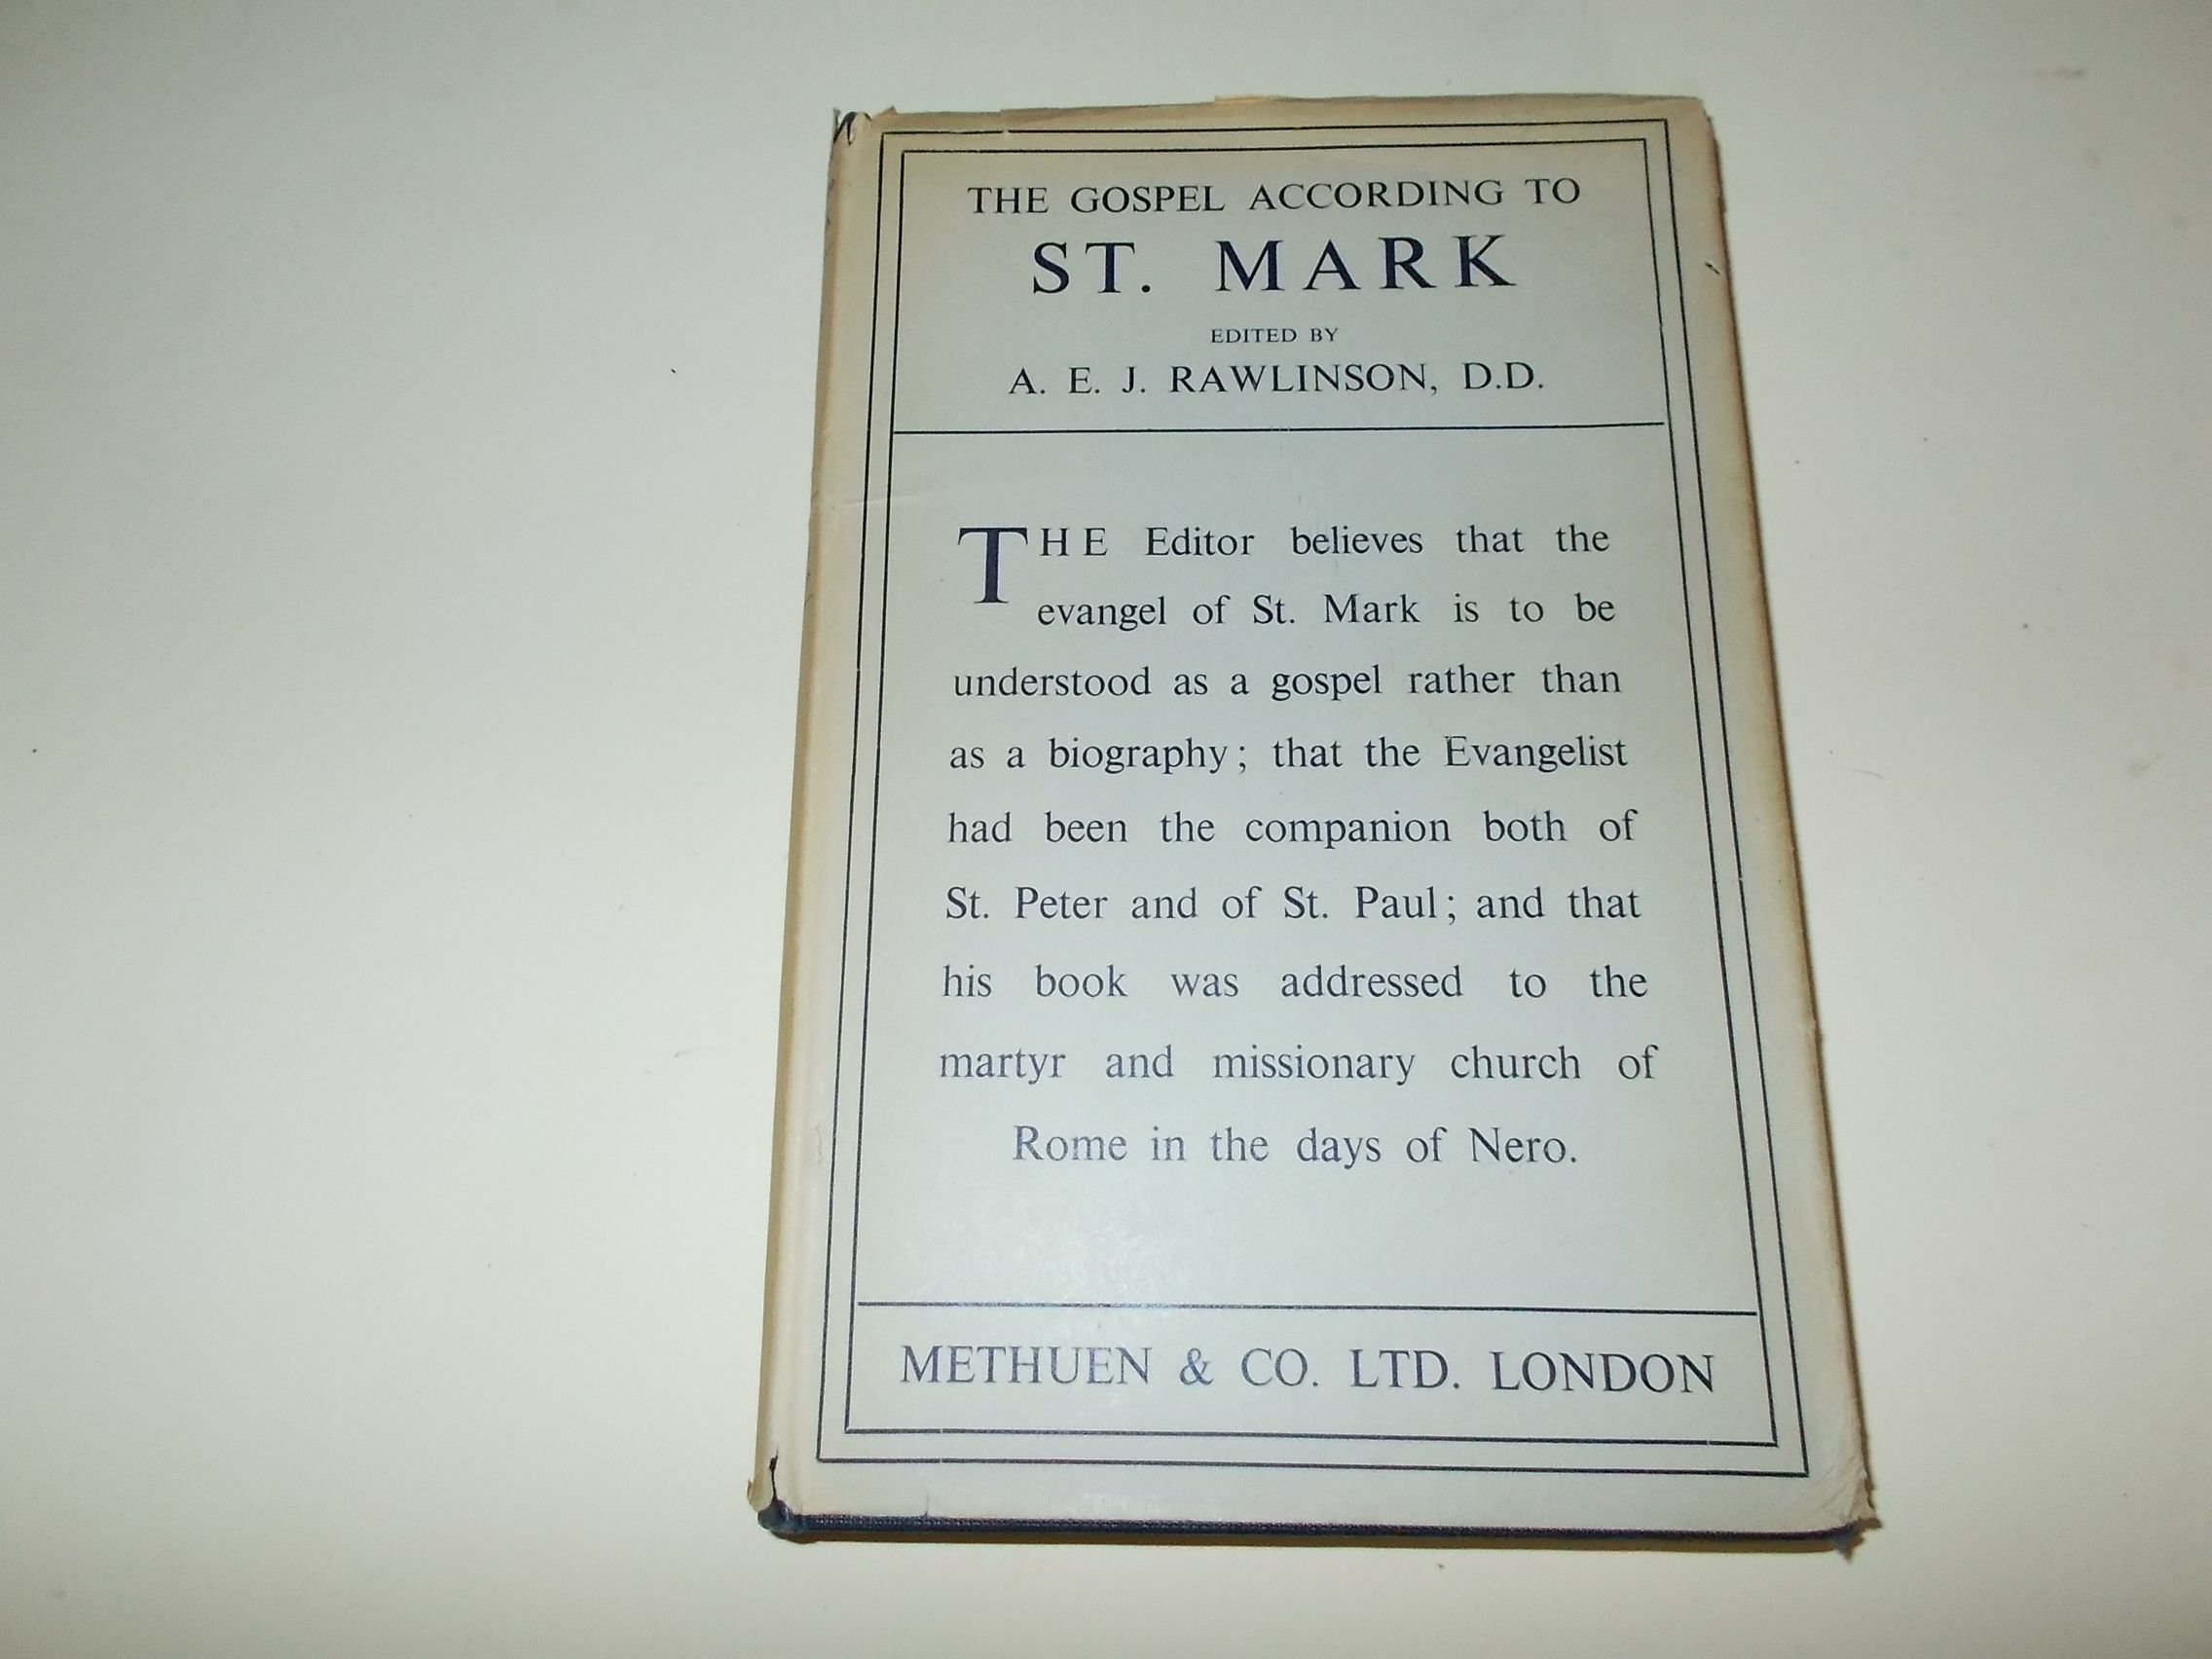 THE GOSPEL ACCORDING TO
ST. MARK
EDITED BY
A. E. J. RAWLINSON, D.D.
THE Editor believes that the
evangel of St. Mark is to be
understood as a gospel rather than
as a biography; that the Evangelist
had been the companion both of
St. Peter and of St. Paul; and that
his book was addressed to the
martyr and missionary church of
Rome in the days of Nero.
METHUEN & CO. LTD. LONDON